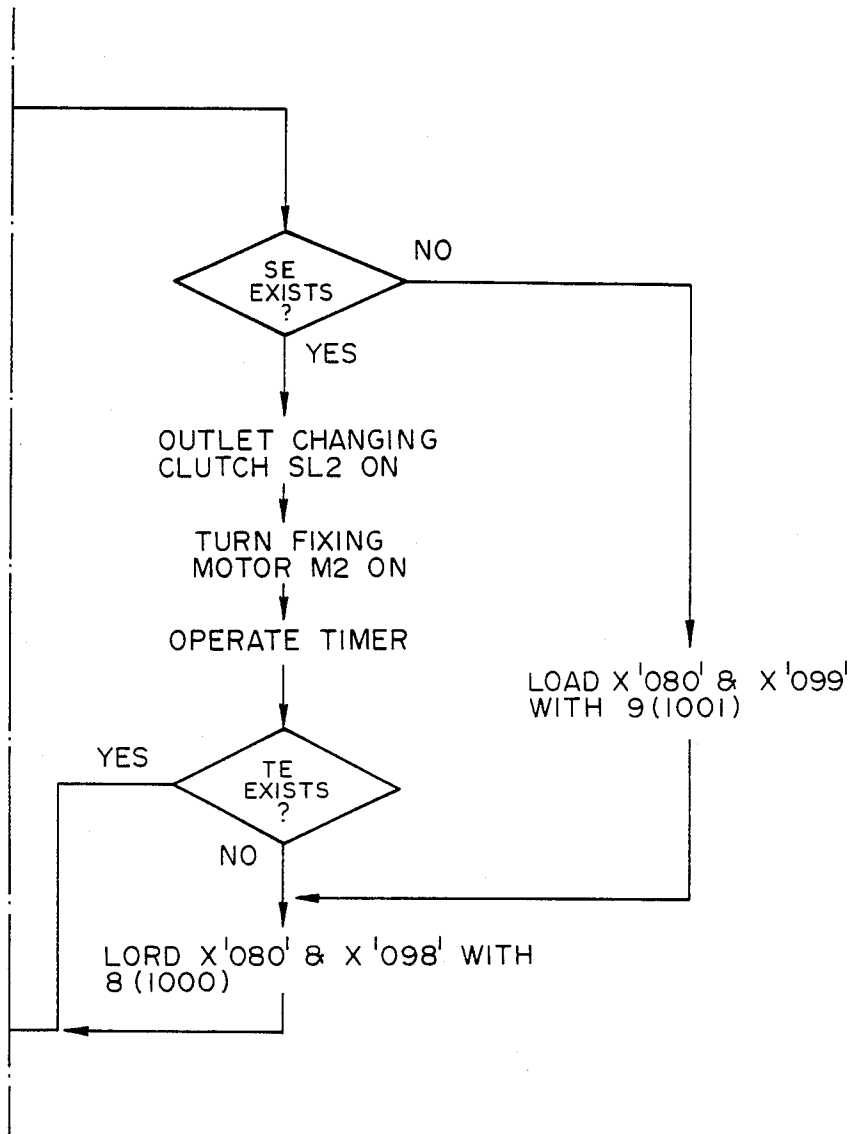 NO
SE
EXISTS
?
YES
OUTLET CHANGING
CLUTCH SL2 ON
TURN FIXING
MOTOR M2 ON
OPERATE TIMER
LOAD X'080' & X'099'
WITH 9(1001)
YES
TE
EXISTS
?
NO
LORD X'080' & X'098' WITH
8(1000)